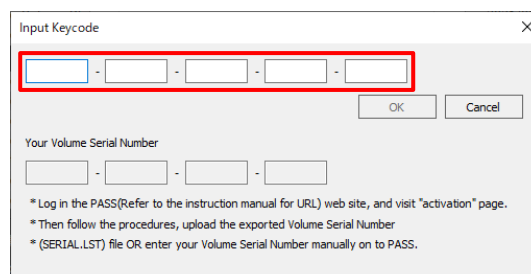 Input Keycode
- - - -
OK Cancel
Your Volume Serial Number
- - -
*Log in the PASS(Refer to the instruction manual for URL) web site, and visit "activation" page.
*Then follow the procedures, upload the exported Volume Serial Number
* (SERIAL.LST) file OR enter your Volume Serial Number manually on to PASS.